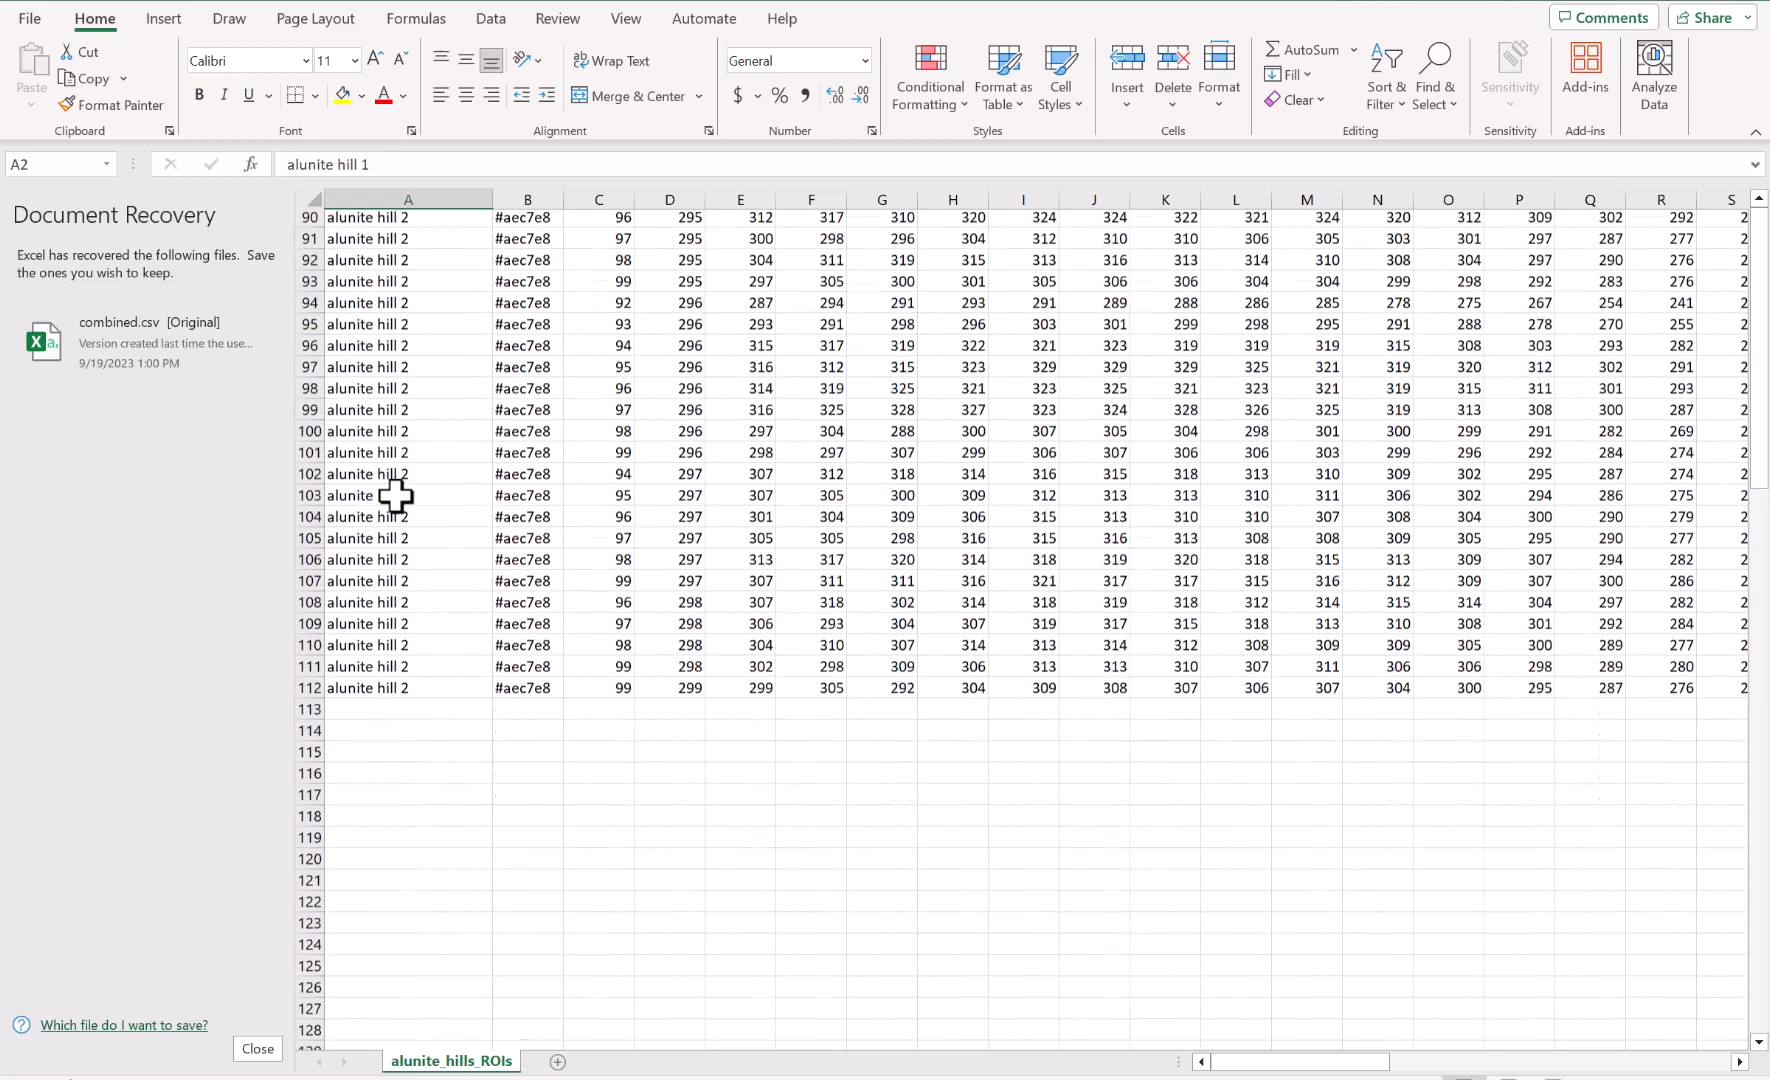 File Home Insert Draw Page Layout Formulas Data Review View Automate Help Comments Share
Paste Cut Copy Format Painter Clipboard
Calibri 11 B I U Font
Wrap Text Merge & Center Alignment
General $ % Number
Conditional Formatting Format as Table Cell Styles Styles
Insert Delete Format Cells
AutoSum Fill Clear Sort & Filter Find & Select Editing
Sensitivity Sensitivity
Add-ins Add-ins
Analyze Data
A2 fx alunite hill 1
Document Recovery
Excel has recovered the following files. Save
the ones you wish to keep.
combined.csv [Original]
Version created last time the use...
9/19/2023 1:00 PM
Which file do I want to save?
Close
A B C D E F G H I J K L M N O P Q R S
90 alunite hill 2 #aec7e8 96 295 312 317 310 320 324 324 322 321 324 320 312 309 302 292 2
91 alunite hill 2 #aec7e8 97 295 300 298 296 304 312 310 310 306 305 303 301 297 287 277 2
92 alunite hill 2 #aec7e8 98 295 304 311 319 315 313 316 313 314 310 308 304 297 290 276 2
93 alunite hill 2 #aec7e8 99 295 297 305 300 301 305 306 306 304 304 299 298 292 283 276 2
94 alunite hill 2 #aec7e8 92 296 287 294 291 293 291 289 288 286 285 278 275 267 254 241 2
95 alunite hill 2 #aec7e8 93 296 293 291 298 296 303 301 299 298 295 291 288 278 270 255 2
96 alunite hill 2 #aec7e8 94 296 315 317 319 322 321 323 319 319 319 315 308 303 293 282 2
97 alunite hill 2 #aec7e8 95 296 316 312 315 323 329 329 329 325 321 319 320 312 302 291 2
98 alunite hill 2 #aec7e8 96 296 314 319 325 321 323 325 321 323 321 319 315 311 301 293 2
99 alunite hill 2 #aec7e8 97 296 316 325 328 327 323 324 328 326 325 319 313 308 300 287 2
100 alunite hill 2 #aec7e8 98 296 297 304 288 300 307 305 304 298 301 300 299 291 282 269 2
101 alunite hill 2 #aec7e8 99 296 298 297 307 299 306 307 306 306 303 299 296 292 284 274 2
102 alunite hill 2 #aec7e8 94 297 307 312 318 314 316 315 318 313 310 309 302 295 287 274 2
103 alunite #aec7e8 95 297 307 305 300 309 312 313 313 310 311 306 302 294 286 275 2
104 alunite hill 2 #aec7e8 96 297 301 304 309 306 315 313 310 310 307 308 304 300 290 279 2
105 alunite hill 2 #aec7e8 97 297 305 305 298 316 315 316 313 308 308 309 305 295 290 277 2
106 alunite hill 2 #aec7e8 98 297 313 317 320 314 318 319 320 318 315 313 309 307 294 282 2
107 alunite hill 2 #aec7e8 99 297 307 311 311 316 321 317 317 315 316 312 309 307 300 286 2
108 alunite hill 2 #aec7e8 96 298 307 318 302 314 318 319 318 312 314 315 314 304 297 282 2
109 alunite hill 2 #aec7e8 97 298 306 293 304 307 319 317 315 318 313 310 308 301 292 284 2
110 alunite hill 2 #aec7e8 98 298 304 310 307 314 313 314 312 308 309 309 305 300 289 277 2
111 alunite hill 2 #aec7e8 99 298 302 298 309 306 313 313 310 307 311 306 306 298 289 280 2
112 alunite hill 2 #aec7e8 99 299 299 305 292 304 309 308 307 306 307 304 300 295 287 276 2
113
114
115
116
117
118
119
120
121
122
123
124
125
126
127
128
alunite_hills_ROIs